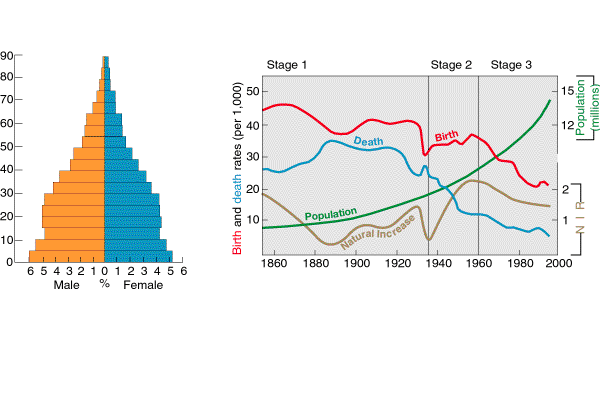 90
80
70
60
50
40
30
20
10
0
6 5 4 3 2 1 0 1 2 3 4 5 6
Male % Female
Stage 1 Stage 2 Stage 3
Birth and death rates (per 1,000)
50
40
30
20
10
Death
Birth
Population
Natural Increase
15
12
Population
(millions)
2
1
N I R
1860 1880 1900 1920 1940 1960 1980 2000